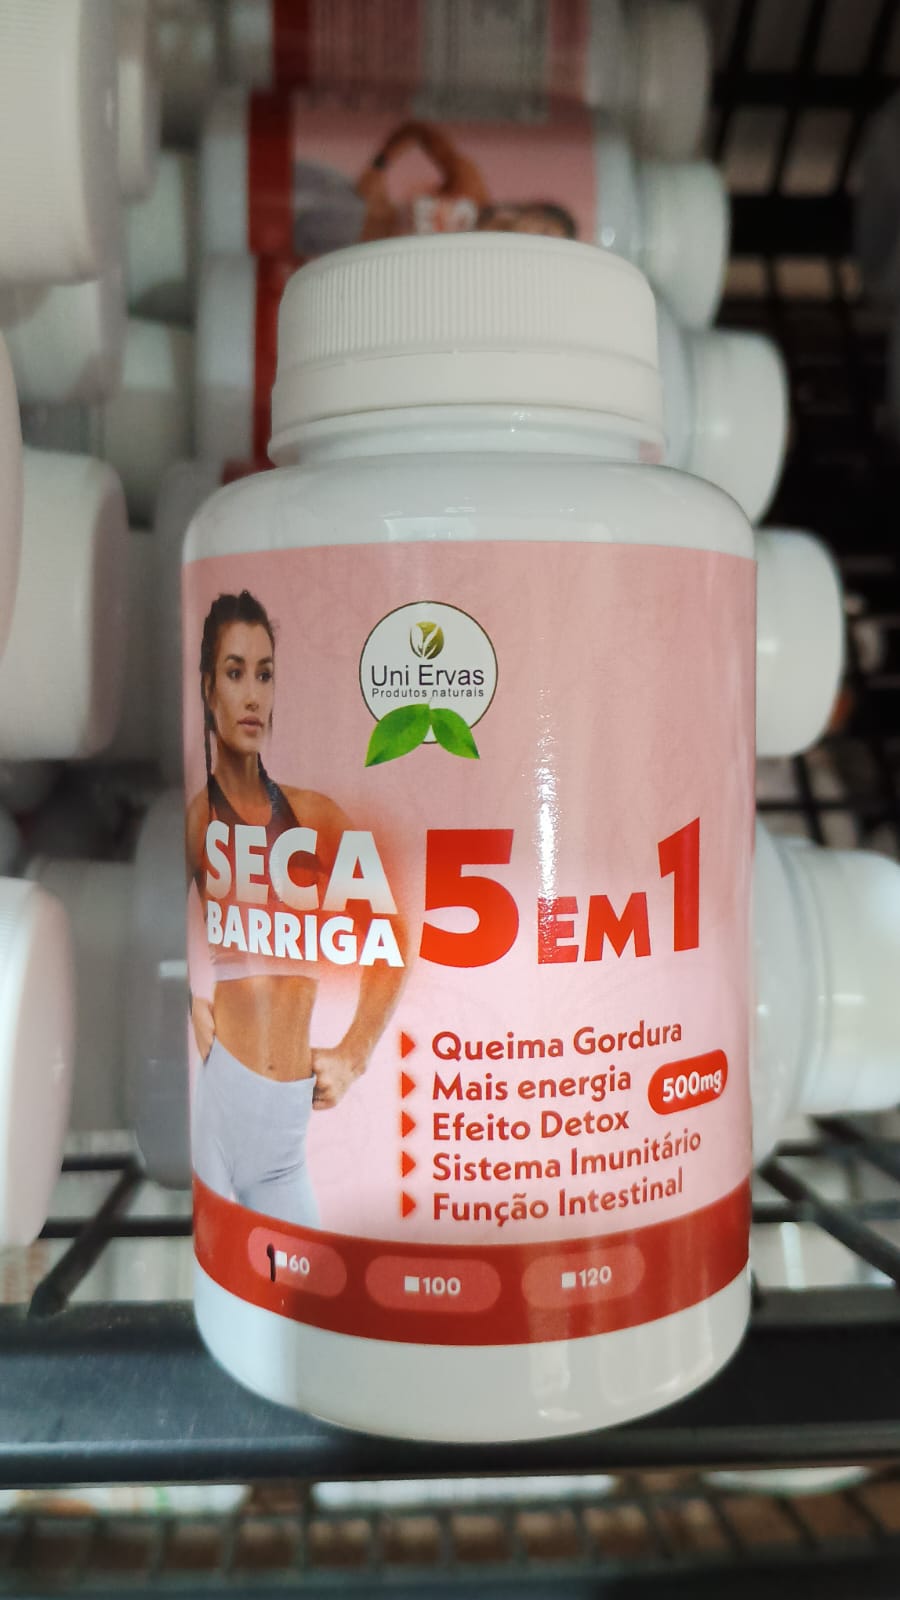 Uni Ervas
Produtos naturais
SECA
BARRIGA
5 EM 1
Queima Gordura
Mais energia
500mg
Efeito Detox
Sistema Imunitário
Função Intestinal
60
100
120